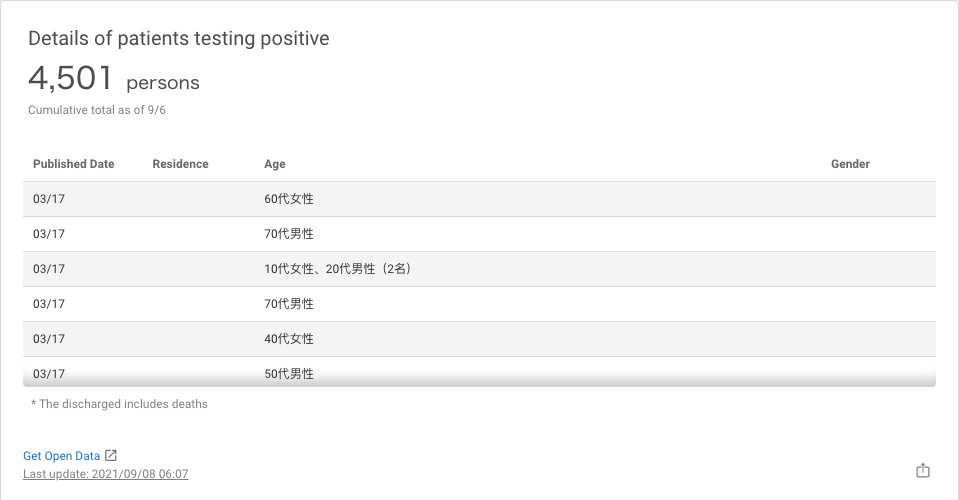 Details of patients testing positive
4,501 persons
Cumulative total as of 9/6
Published Date Residence Age Gender
03/17 60代女性
03/17 70代男性
03/17 10代女性、20代男性（2名）
03/17 70代男性
03/17 40代女性
03/17 50代男性
* The discharged includes deaths
Get Open Data
Last update: 2021/09/08 06:07